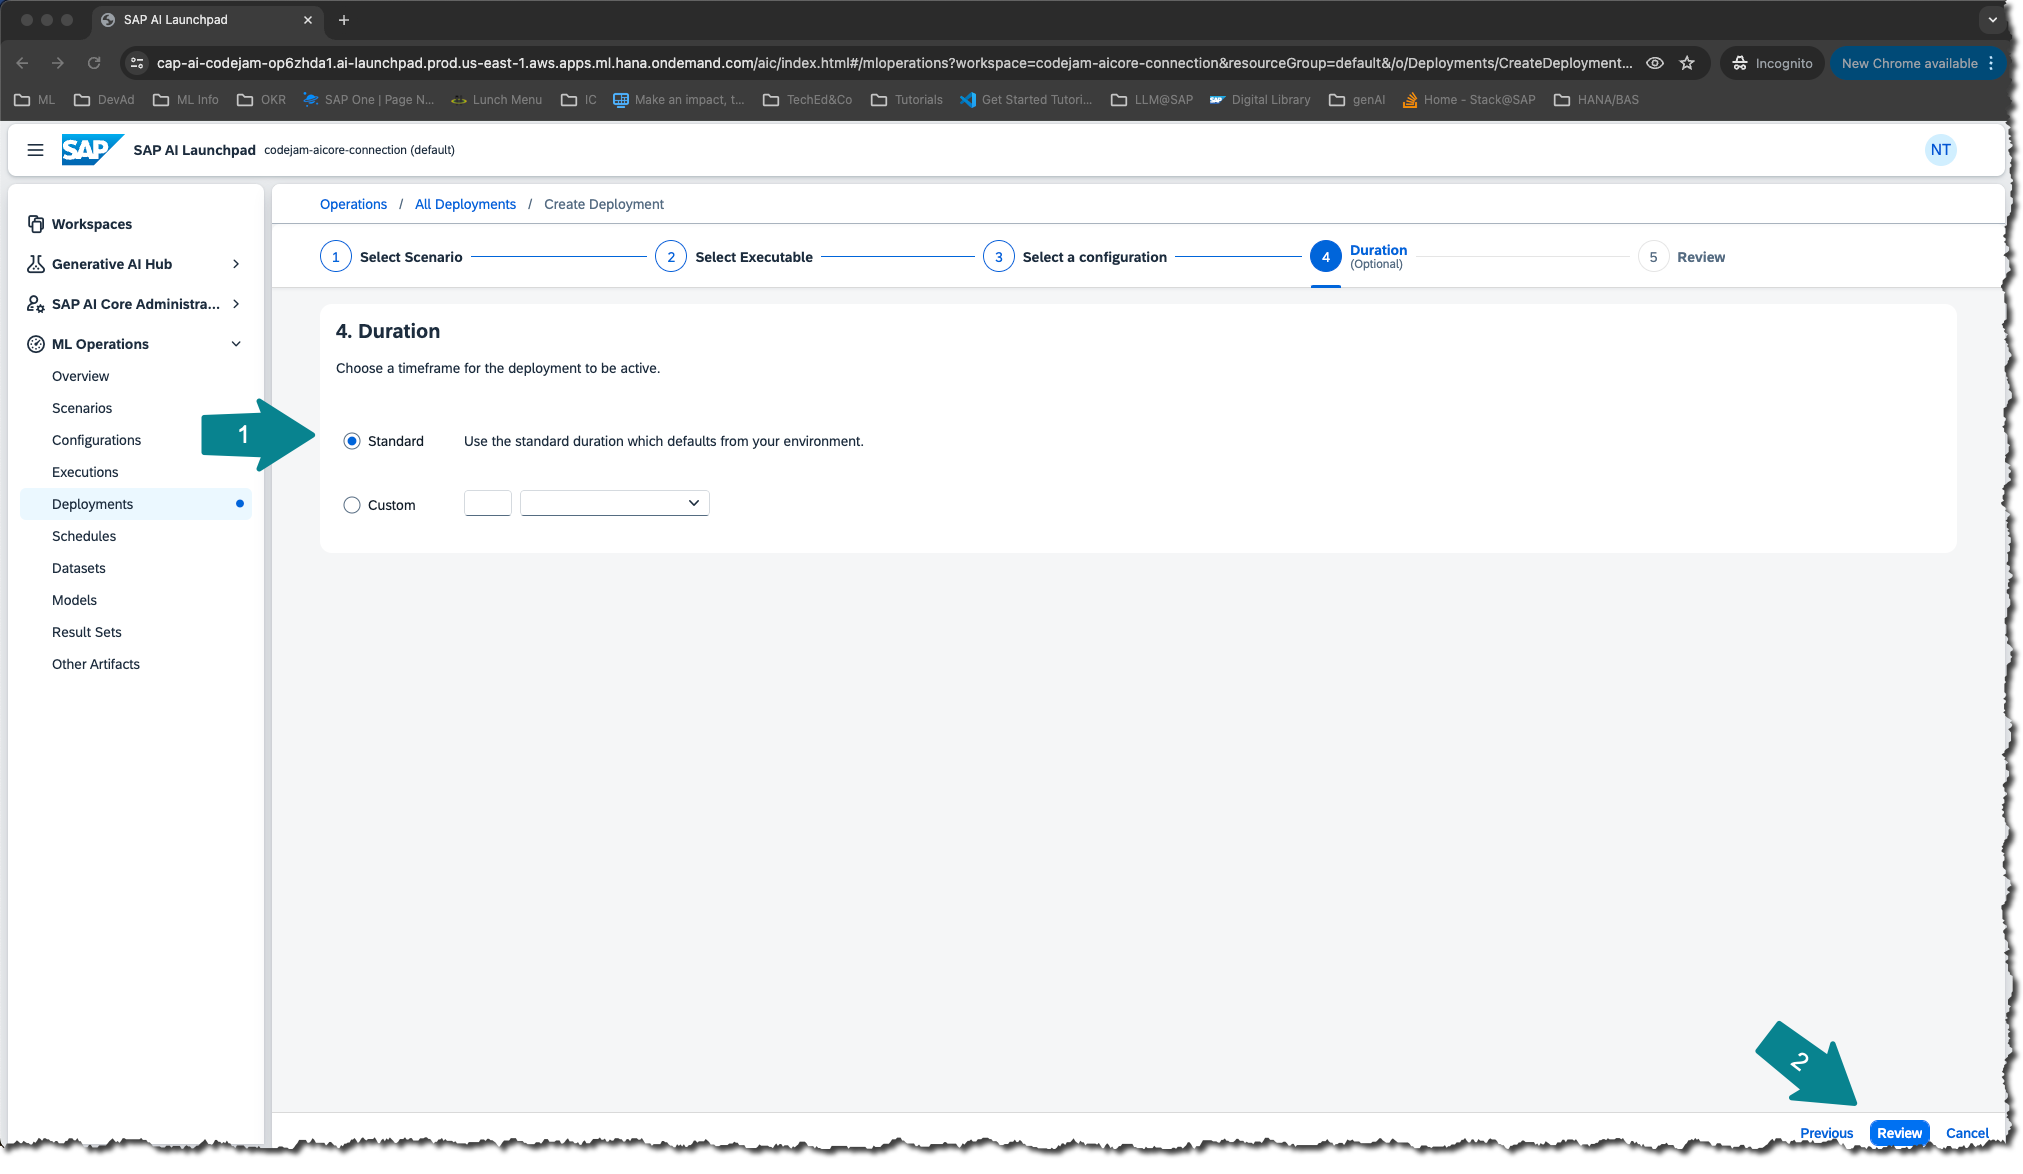 SAP AI Launchpad
cap-ai-codejam-op6zhda1.ai-launchpad.prod.us-east-1.aws.apps.ml.hana.ondemand.com/aic/index.html#/mloperations?workspace=codejam-aicore-connection&resourceGroup=default&/o/Deployments/CreateDeployment...
Incognito
New Chrome available
ML
DevAd
ML Info
OKR
SAP One | Page N...
Lunch Menu
IC
Make an impact, t...
TechEd&Co
Tutorials
Get Started Tutori...
LLM@SAP
Digital Library
genAI
Home - Stack@SAP
HANA/BAS
SAP
SAP AI Launchpad codejam-aicore-connection (default)
NT
Workspaces
Generative AI Hub
SAP AI Core Administra...
ML Operations
Overview
Scenarios
Configurations
Executions
Deployments
Schedules
Datasets
Models
Result Sets
Other Artifacts
Operations / All Deployments / Create Deployment
1 Select Scenario
2 Select Executable
3 Select a configuration
4 Duration
(Optional)
5 Review
4. Duration
Choose a timeframe for the deployment to be active.
1
Standard Use the standard duration which defaults from your environment.
Custom
2
Previous Review Cancel